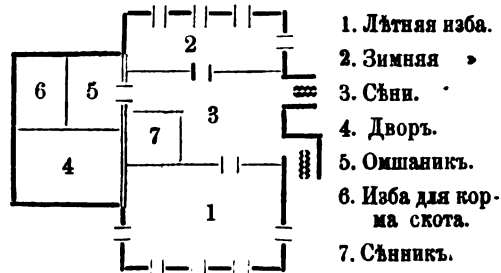 2
6 5
3
7
4
1
1. Лѣтняя изба.
2. Зимняя »
3. Сѣни.
4. Дворъ.
5. Омшаникъ.
6. Изба для кор-
ма скота.
7. Сѣнникъ.